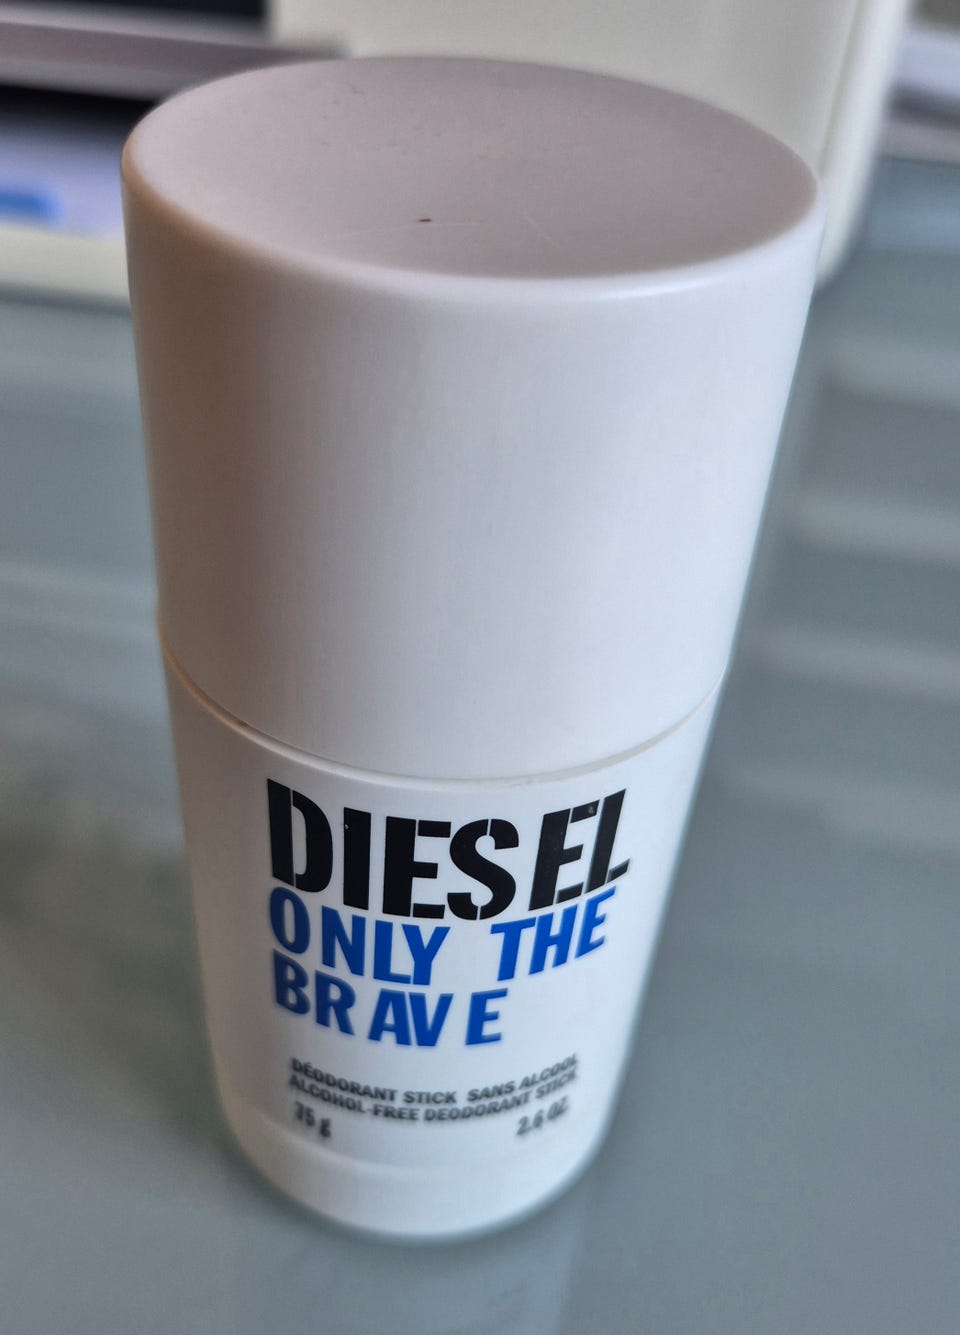 DIESEL
ONLY THE
BRAVE
DÉODORANT STICK SANS ALCOOL
ALCOHOL-FREE DEODORANT STICK
75 g 2.6 OZ.